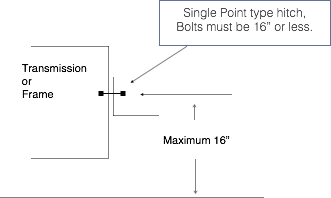 Single Point type hitch,
Bolts must be 16” or less.
Transmission
or
Frame
Maximum 16”